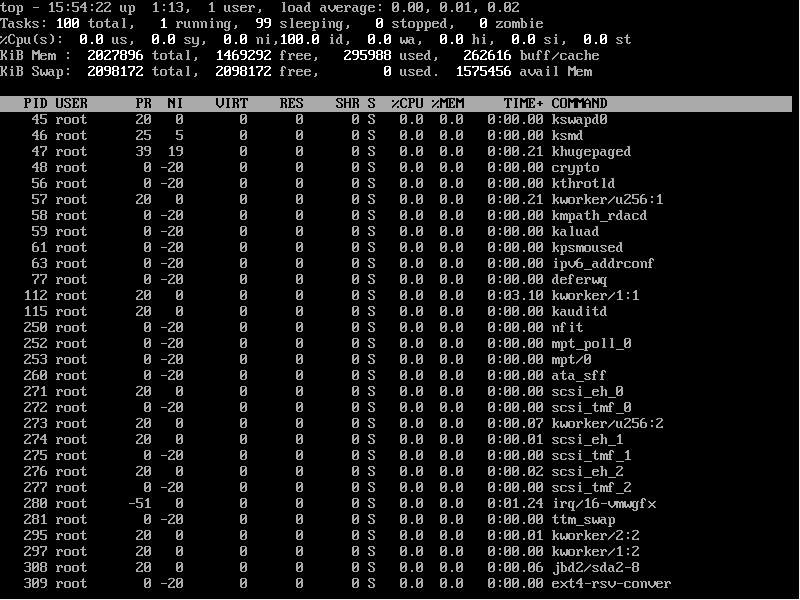 top - 15:54:22 up  1:13,  1 user,  load average: 0.00, 0.01, 0.02
Tasks: 100 total,   1 running,  99 sleeping,   0 stopped,   0 zombie
%Cpu(s):  0.0 us,  0.0 sy,  0.0 ni,100.0 id,  0.0 wa,  0.0 hi,  0.0 si,  0.0 st
KiB Mem :  2027896 total,  1469292 free,   295988 used,   262616 buff/cache
KiB Swap:  2098172 total,  2098172 free,        0 used.  1575456 avail Mem
PID USER      PR  NI    VIRT    RES    SHR S  %CPU %MEM     TIME+ COMMAND
45 root      20   0       0      0      0 S   0.0  0.0   0:00.00 kswapd0
46 root      25   5       0      0      0 S   0.0  0.0   0:00.00 ksmd
47 root      39  19       0      0      0 S   0.0  0.0   0:00.21 khugepaged
48 root       0 -20       0      0      0 S   0.0  0.0   0:00.00 crypto
56 root       0 -20       0      0      0 S   0.0  0.0   0:00.00 kthrotld
57 root      20   0       0      0      0 S   0.0  0.0   0:00.21 kworker/u256:1
58 root       0 -20       0      0      0 S   0.0  0.0   0:00.00 kmpath_rdacd
59 root       0 -20       0      0      0 S   0.0  0.0   0:00.00 kaluad
61 root       0 -20       0      0      0 S   0.0  0.0   0:00.00 kpsmoused
63 root       0 -20       0      0      0 S   0.0  0.0   0:00.00 ipv6_addrconf
77 root       0 -20       0      0      0 S   0.0  0.0   0:00.00 deferwq
112 root      20   0       0      0      0 S   0.0  0.0   0:03.10 kworker/1:1
115 root      20   0       0      0      0 S   0.0  0.0   0:00.00 kauditd
250 root       0 -20       0      0      0 S   0.0  0.0   0:00.00 nfit
252 root       0 -20       0      0      0 S   0.0  0.0   0:00.00 mpt_poll_0
253 root       0 -20       0      0      0 S   0.0  0.0   0:00.00 mpt/0
260 root       0 -20       0      0      0 S   0.0  0.0   0:00.00 ata_sff
271 root      20   0       0      0      0 S   0.0  0.0   0:00.00 scsi_eh_0
272 root       0 -20       0      0      0 S   0.0  0.0   0:00.00 scsi_tmf_0
273 root      20   0       0      0      0 S   0.0  0.0   0:00.07 kworker/u256:2
274 root      20   0       0      0      0 S   0.0  0.0   0:00.01 scsi_eh_1
275 root       0 -20       0      0      0 S   0.0  0.0   0:00.00 scsi_tmf_1
276 root      20   0       0      0      0 S   0.0  0.0   0:00.02 scsi_eh_2
277 root       0 -20       0      0      0 S   0.0  0.0   0:00.00 scsi_tmf_2
280 root     -51   0       0      0      0 S   0.0  0.0   0:01.24 irq/16-vmwgfx
281 root       0 -20       0      0      0 S   0.0  0.0   0:00.00 ttm_swap
295 root      20   0       0      0      0 S   0.0  0.0   0:00.01 kworker/2:2
297 root      20   0       0      0      0 S   0.0  0.0   0:00.00 kworker/1:2
308 root      20   0       0      0      0 S   0.0  0.0   0:00.06 jbd2/sda2-8
309 root       0 -20       0      0      0 S   0.0  0.0   0:00.00 ext4-rsv-conver